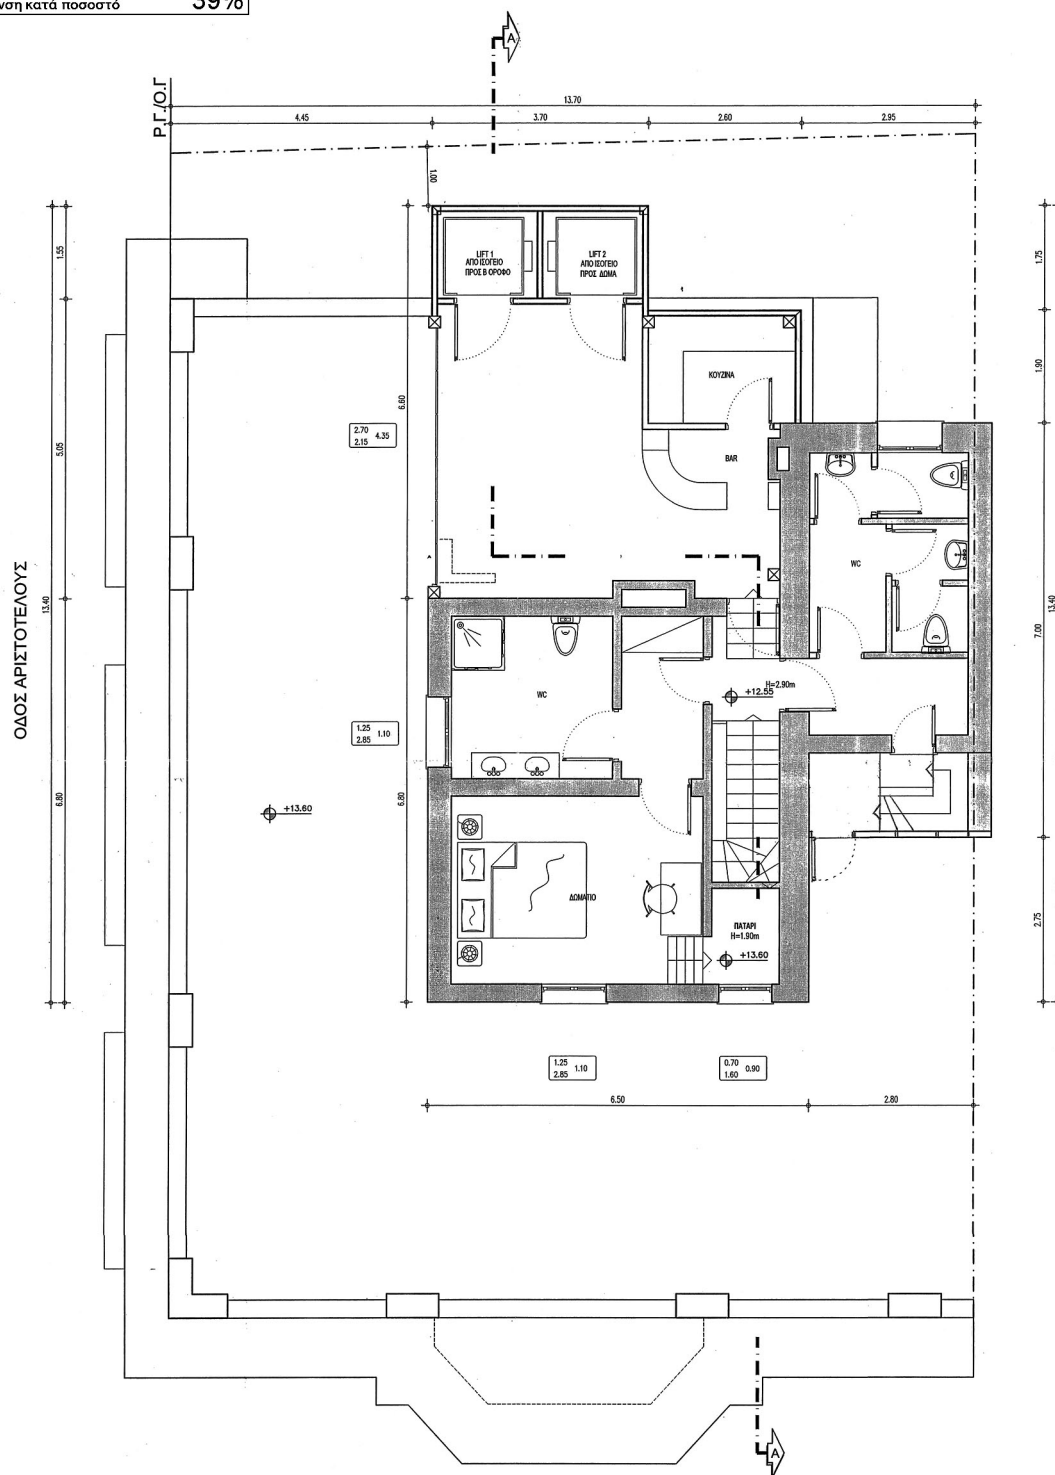 νση κατά ποσοστό 39%
A
Ρ.Γ./Ο.Γ
13.70
4.45
3.70
2.60
2.95
1.00
1.55
5.05
13.40
6.80
6.60
6.80
1.75
1.90
7.00
13.40
2.75
LIFT 1
ΑΠΟ ΙΣΟΓΕΙΟ
ΠΡΟΣ Β ΟΡΟΦΟ
LIFT 2
ΑΠΟ ΙΣΟΓΕΙΟ
ΠΡΟΣ ΔΩΜΑ
ΚΟΥΖΙΝΑ
2.70
2.15
4.35
BAR
WC
ΟΔΟΣ ΑΡΙΣΤΟΤΕΛΟΥΣ
WC
H=2.90m
+12.55
1.25
2.85
1.10
+13.60
ΔΩΜΑΤΙΟ
ΠΑΤΑΡΙ
H=1.90m
+13.60
1.25
2.85
1.10
0.70
1.60
0.90
6.50
2.80
A